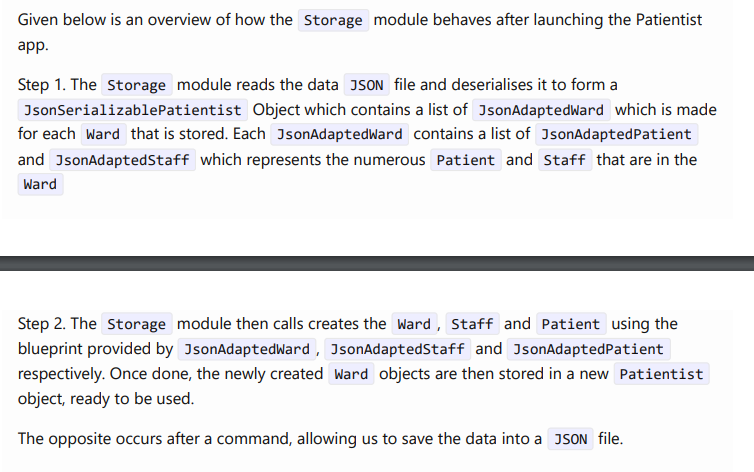 Given below is an overview of how the Storage module behaves after launching the Patientist
app.
Step 1. The Storage module reads the data JSON file and deserialises it to form a
JsonSerializablePatientist Object which contains a list of JsonAdaptedWard which is made
for each Ward that is stored. Each JsonAdaptedWard contains a list of JsonAdaptedPatient
and JsonAdaptedStaff which represents the numerous Patient and Staff that are in the
Ward
Step 2. The Storage module then calls creates the Ward , Staff and Patient using the
blueprint provided by JsonAdaptedWard , JsonAdaptedStaff and JsonAdaptedPatient
respectively. Once done, the newly created Ward objects are then stored in a new Patientist
object, ready to be used.
The opposite occurs after a command, allowing us to save the data into a JSON file.